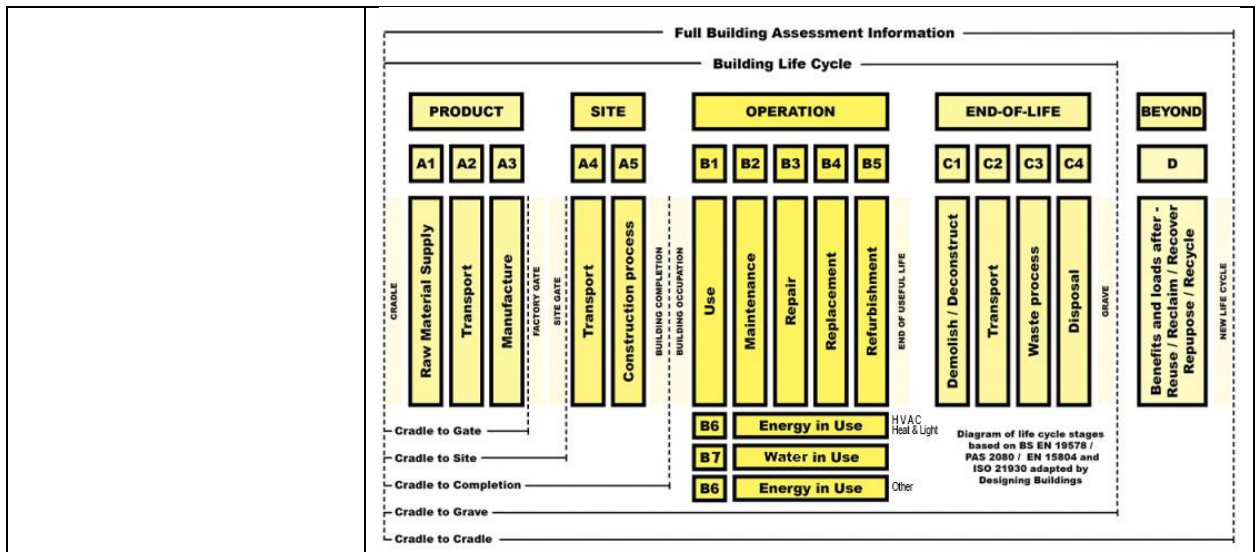 Full Building Assessment Information
Building Life Cycle
PRODUCT
SITE
OPERATION
END-OF-LIFE
BEYOND
A1
A2
A3
A4
A5
B1
B2
B3
B4
B5
C1
C2
C3
C4
D
CRADLE
Raw Material Supply
Transport
Manufacture
FACTORY GATE
SITE GATE
Transport
Construction process
BUILDING COMPLETION
BUILDING OCCUPATION
Use
Maintenance
Repair
Replacement
Refurbishment
END OF USEFUL LIFE
Demolish / Deconstruct
Transport
Waste process
Disposal
GRAVE
Benefits and loads after -
Reuse / Reclaim / Recover
Repupose / Recycle
NEW LIFE CYCLE
B6
Energy in Use
HVAC
Heat & Light
B7
Water in Use
B6
Energy in Use
Other
Cradle to Gate
Cradle to Site
Cradle to Completion
Cradle to Grave
Cradle to Cradle
Diagram of life cycle stages
based on BS EN 19578 /
PAS 2080 / EN 15804 and
ISO 21930 adapted by
Designing Buildings